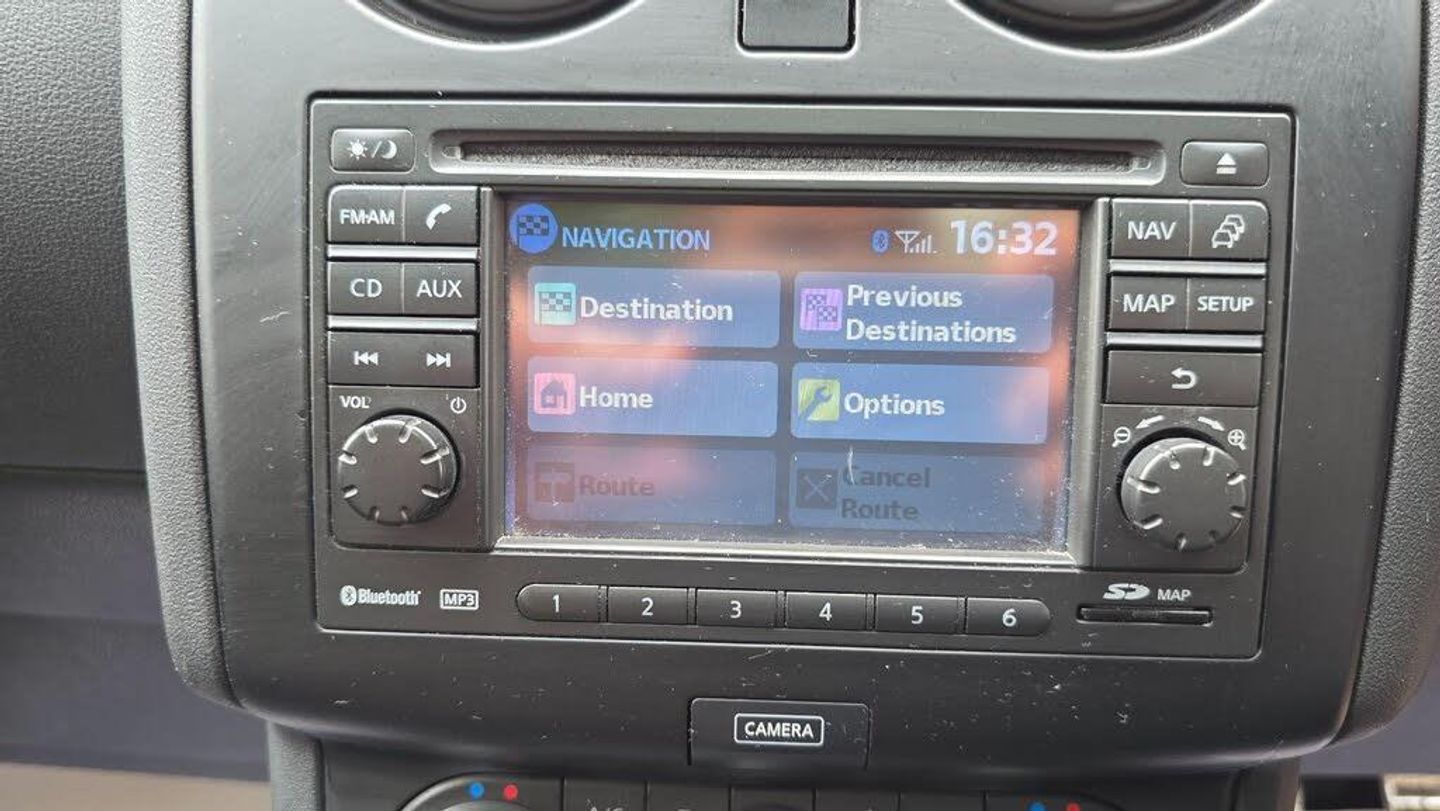 FM·AM
CD AUX
VOL
NAVIGATION 16:32
Destination
Previous
Destinations
Home
Options
Route
Cancel
Route
NAV
MAP SETUP
Bluetooth MP3
1 2 3 4 5 6
SD MAP
CAMERA
A/C